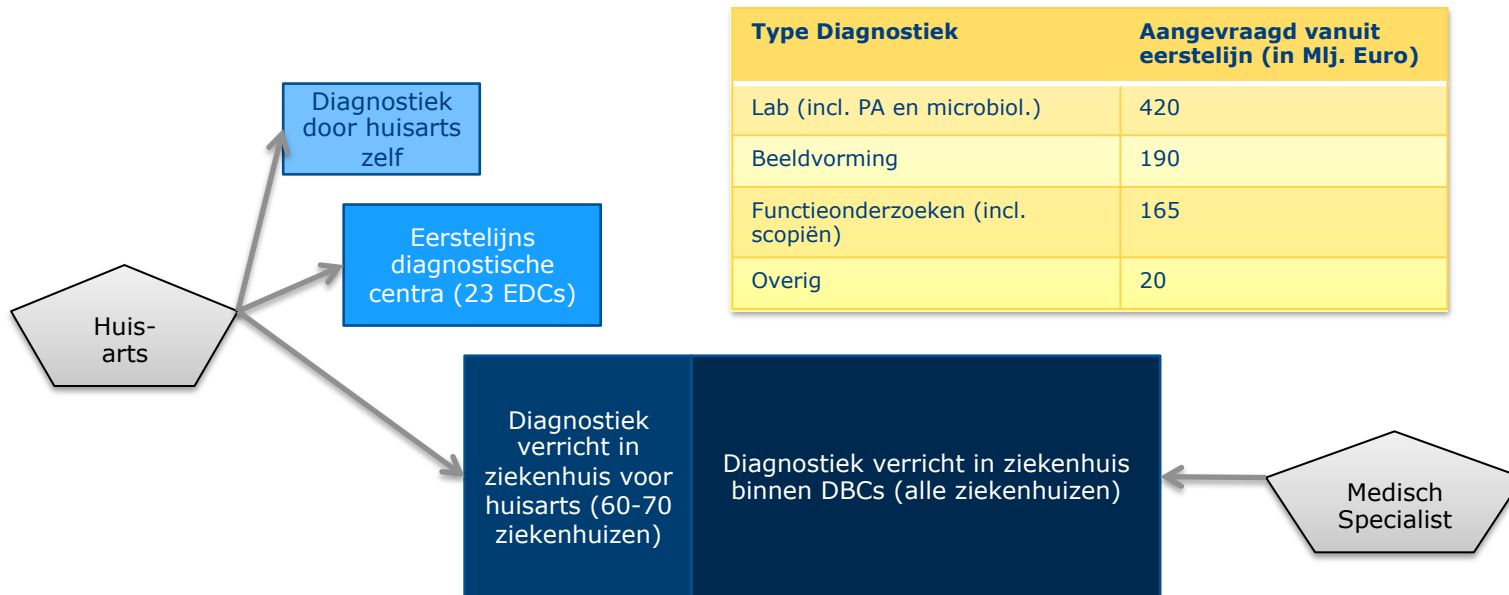 Type Diagnostiek
Aangevraagd vanuit
eerstelijn (in Mlj. Euro)
Lab (incl. PA en microbiol.)
420
Beeldvorming
190
Functieonderzoeken (incl.
scopiën)
165
Overig
20
Diagnostiek
door huisarts
zelf
Eerstelijns
diagnostische
centra (23 EDCs)
Huis-
arts
Diagnostiek
verricht in
ziekenhuis voor
huisarts (60-70
ziekenhuizen)
Diagnostiek verricht in ziekenhuis
binnen DBCs (alle ziekenhuizen)
Medisch
Specialist